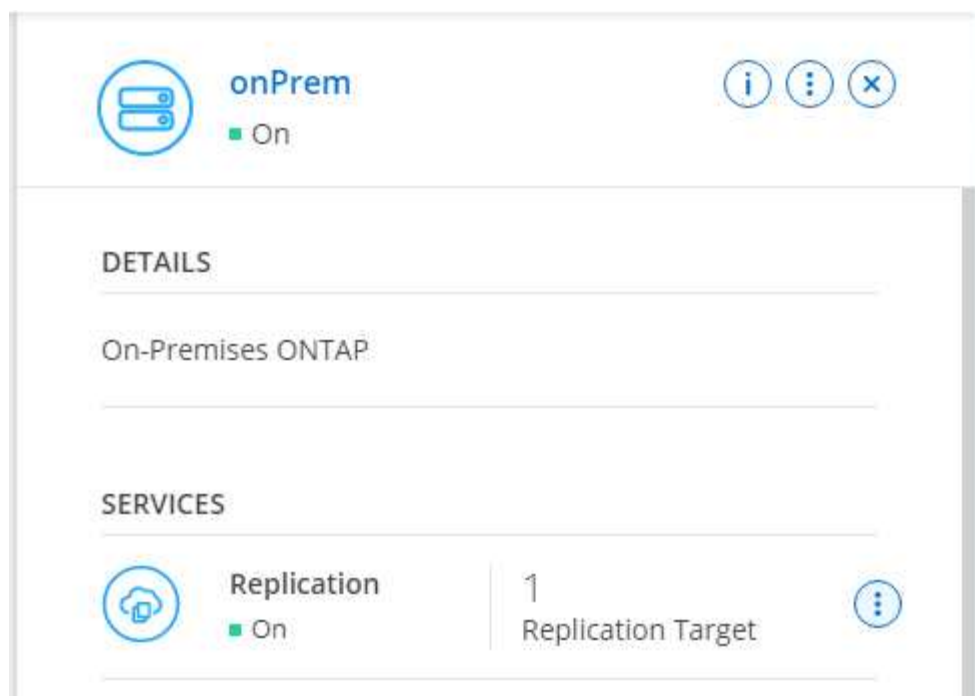 onPrem
On
DETAILS
On-Premises ONTAP
SERVICES
Replication
On
1
Replication Target